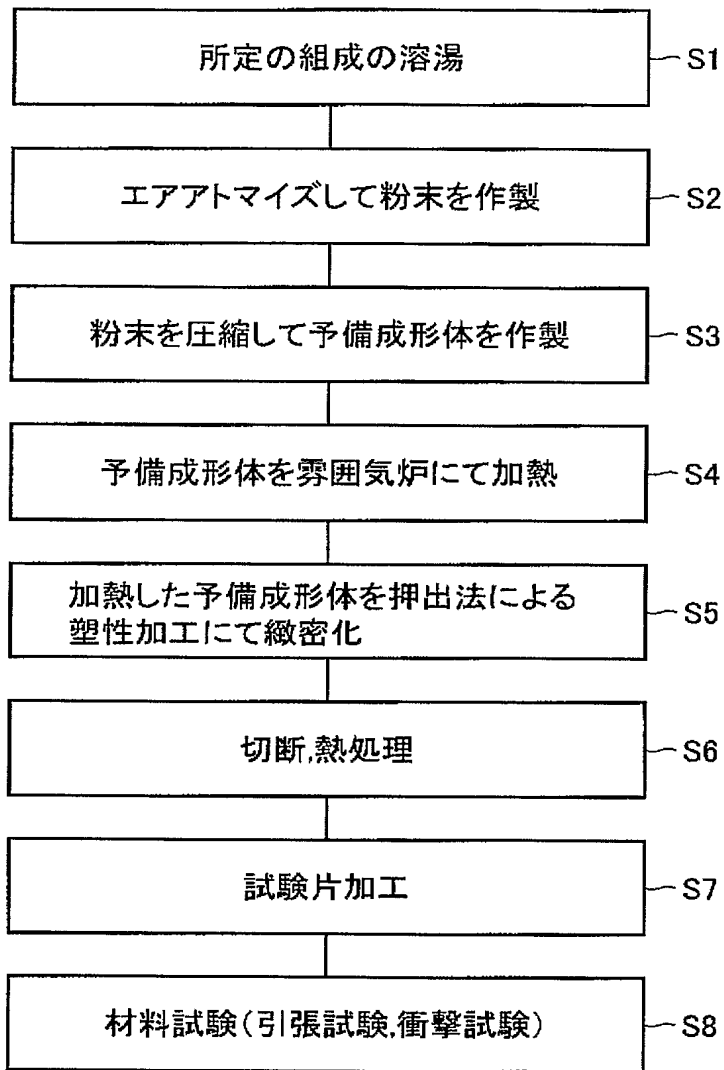 所定の組成の溶湯
S1
エアアトマイズして粉末を作製
S2
粉末を圧縮して予備成形体を作製
S3
予備成形体を雰囲気炉にて加熱
S4
加熱した予備成形体を押出法による
塑性加工にて緻密化
S5
切断,熱処理
S6
試験片加工
S7
材料試験(引張試験,衝撃試験)
S8